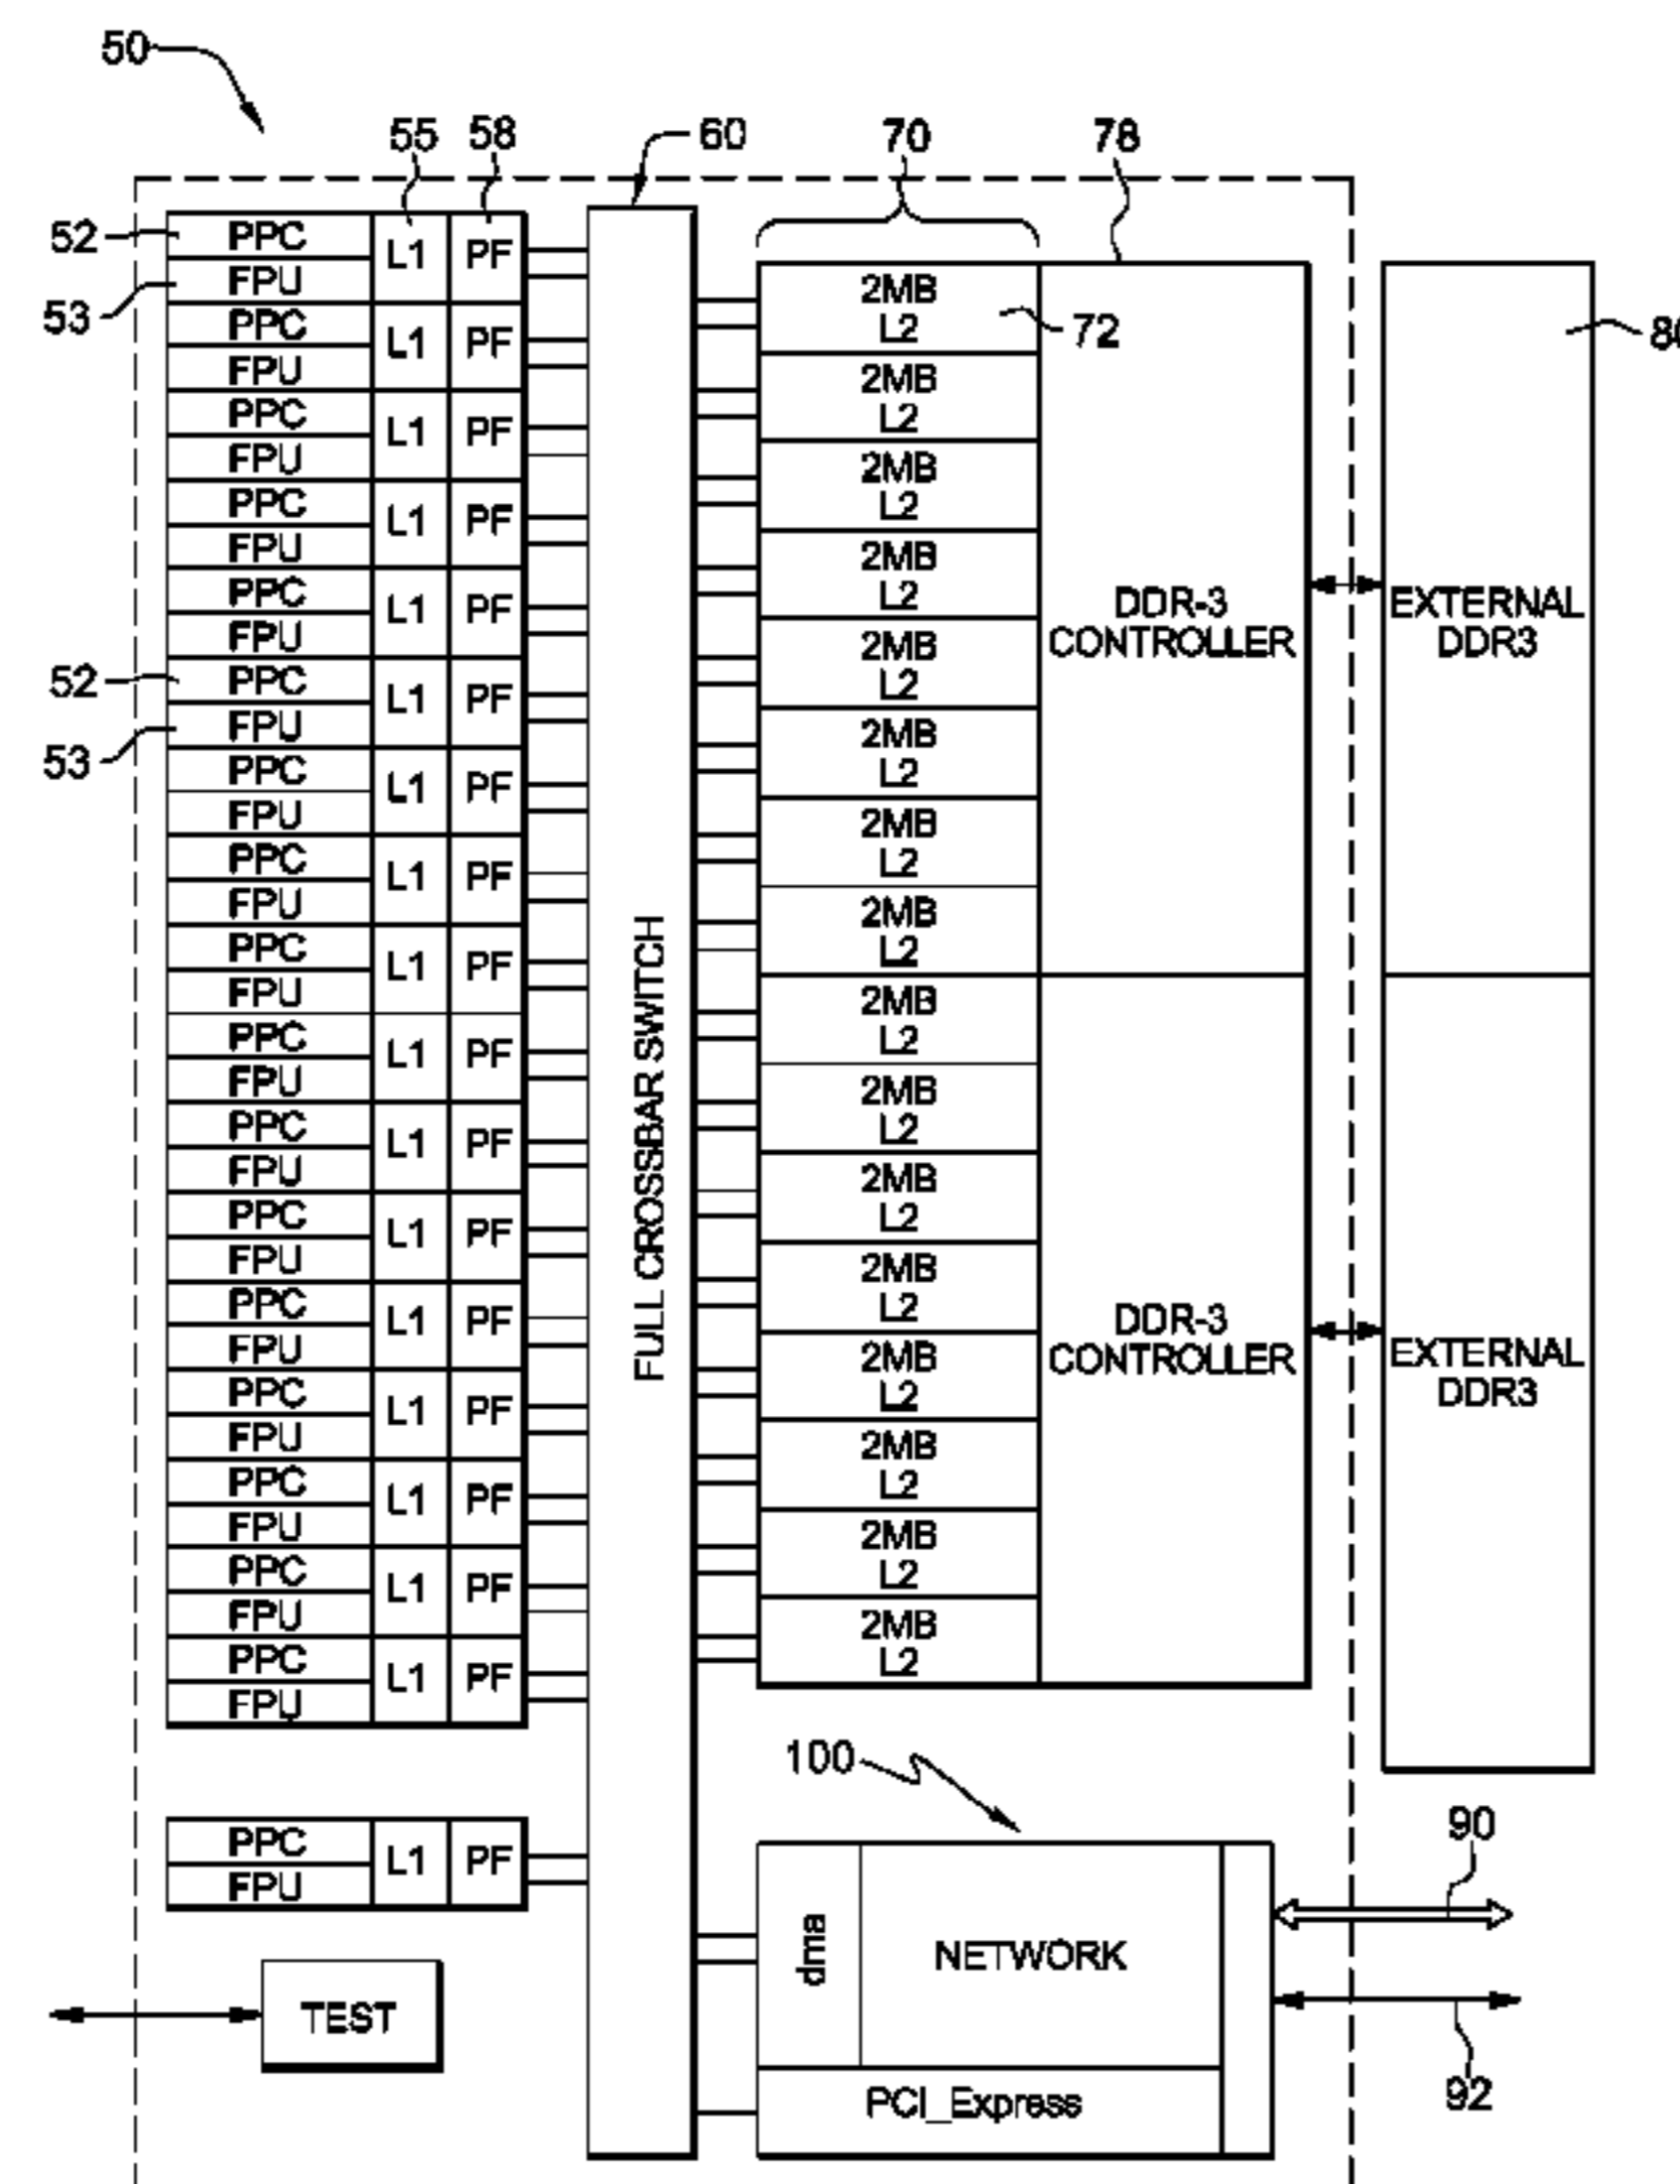 50
55 58 60 70 78
52
53
52
53
PPC
FPU
L1 PF
PPC
FPU
L1 PF
PPC
FPU
L1 PF
PPC
FPU
L1 PF
PPC
FPU
L1 PF
PPC
FPU
L1 PF
PPC
FPU
L1 PF
PPC
FPU
L1 PF
PPC
FPU
L1 PF
PPC
FPU
L1 PF
PPC
FPU
L1 PF
PPC
FPU
L1 PF
PPC
FPU
L1 PF
PPC
FPU
L1 PF
PPC
FPU
L1 PF
PPC
FPU
L1 PF
PPC
FPU
L1 PF
PPC
FPU
L1 PF
TEST
FULL CROSSBAR SWITCH
2MB
L2
72
2MB
L2
2MB
L2
2MB
L2
2MB
L2
2MB
L2
2MB
L2
2MB
L2
2MB
L2
2MB
L2
2MB
L2
2MB
L2
2MB
L2
2MB
L2
2MB
L2
2MB
L2
DDR-3
CONTROLLER
DDR-3
CONTROLLER
EXTERNAL
DDR3
EXTERNAL
DDR3
100
dma
NETWORK
PCI_Express
90
92